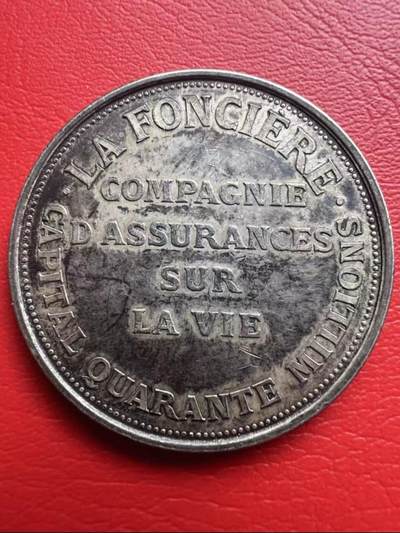 · LA FONCIÈRE ·
COMPAGNIE
D'ASSURANCES
SUR
LA VIE
CAPITAL QUARANTE MILLIONS